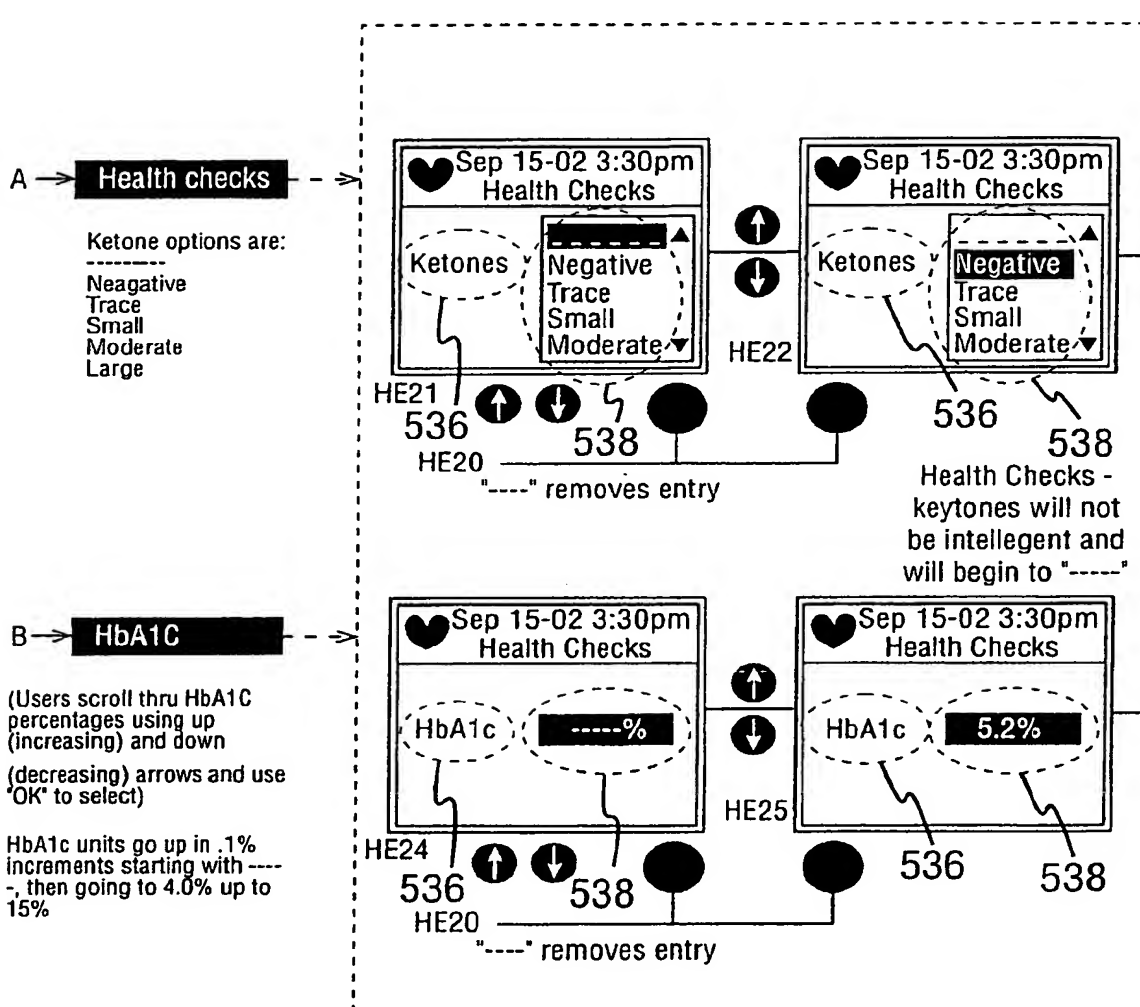 A
Health checks
Ketone options are:
---------
Neagative
Trace
Small
Moderate
Large
Sep 15-02 3:30pm
Health Checks
Ketones
-----
Negative
Trace
Small
Moderate
HE21
536
538
HE20
"----" removes entry
HE22
Sep 15-02 3:30pm
Health Checks
Ketones
Negative
Trace
Small
Moderate
536
538
Health Checks -
keytones will not
be intellegent and
will begin to "-----"
B
HbA1C
(Users scroll thru HbA1C
percentages using up
(increasing) and down
(decreasing) arrows and use
"OK" to select)
HbA1c units go up in .1%
increments starting with ----
-, then going to 4.0% up to
15%
Sep 15-02 3:30pm
Health Checks
HbA1c
-----%
HE24
536
538
HE20
"----" removes entry
HE25
Sep 15-02 3:30pm
Health Checks
HbA1c
5.2%
536
538